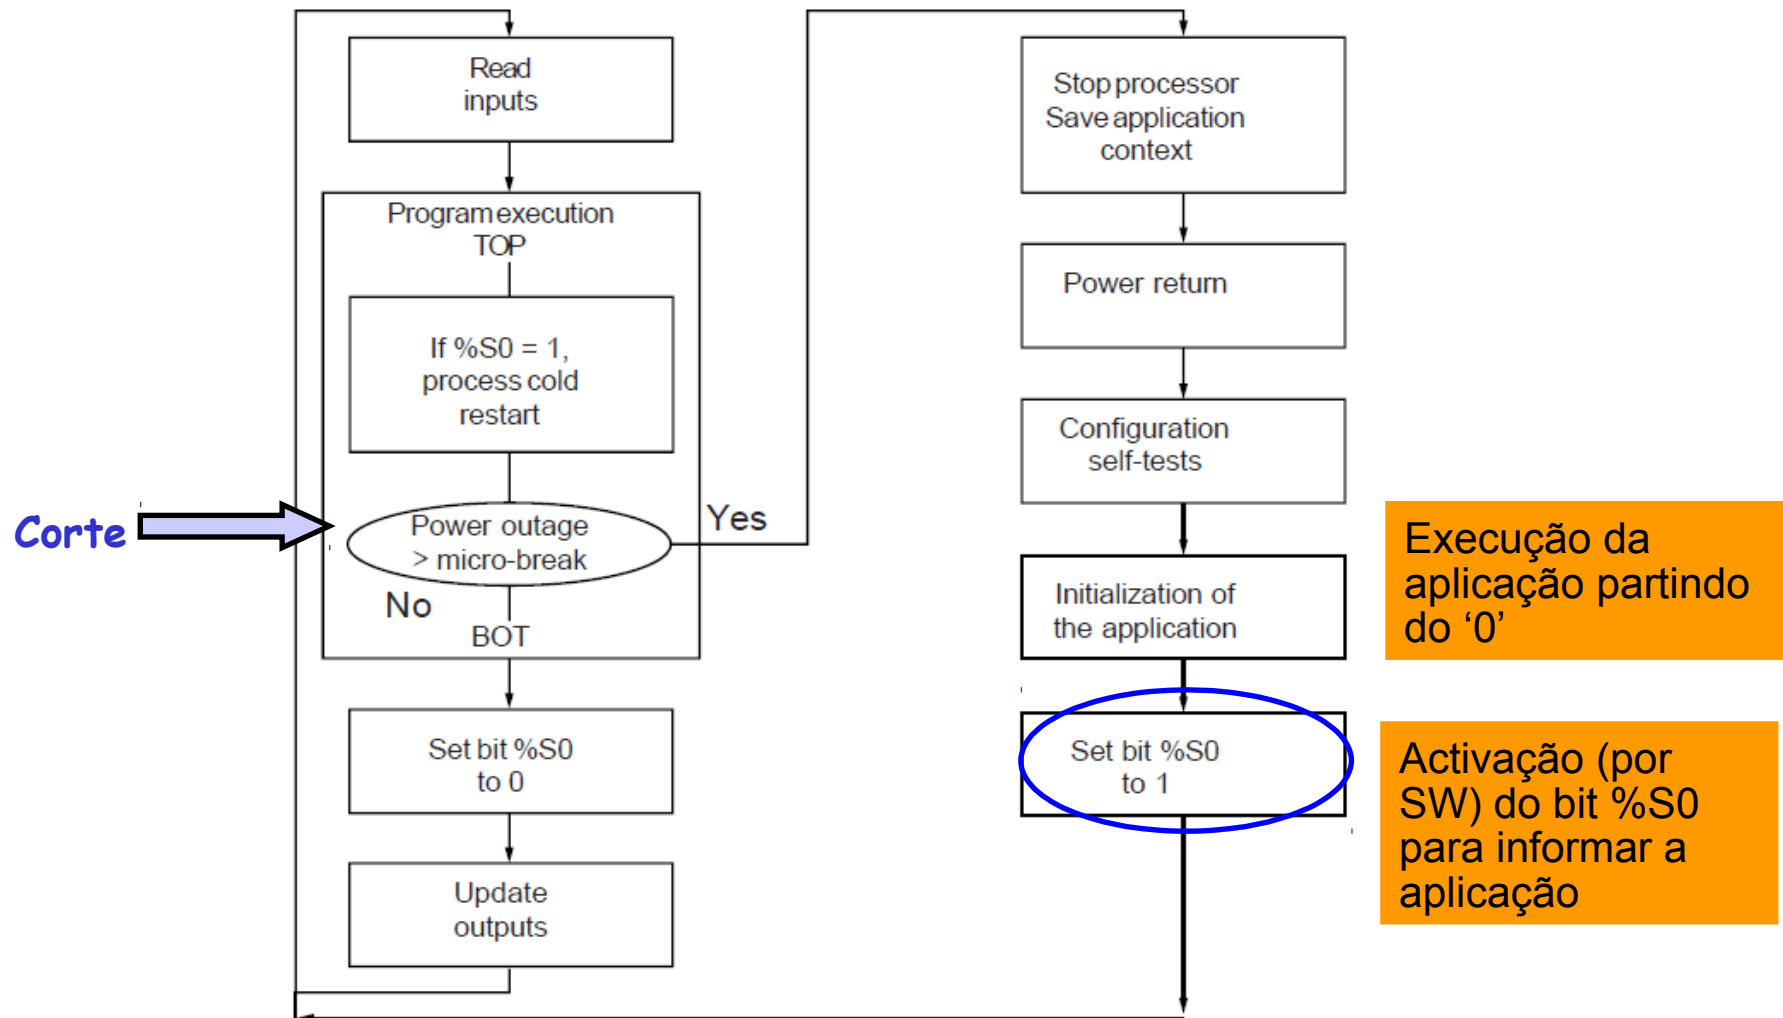 Read
inputs
Program execution
TOP
If %S0 = 1,
process cold
restart
Corte
Power outage
> micro-break
Yes
No
BOT
Set bit %S0
to 0
Update
outputs
Stop processor
Save application
context
Power return
Configuration
self-tests
Initialization of
the application
Set bit %S0
to 1
Execução da
aplicação partindo
do ‘0’
Activação (por
SW) do bit %S0
para informar a
aplicação